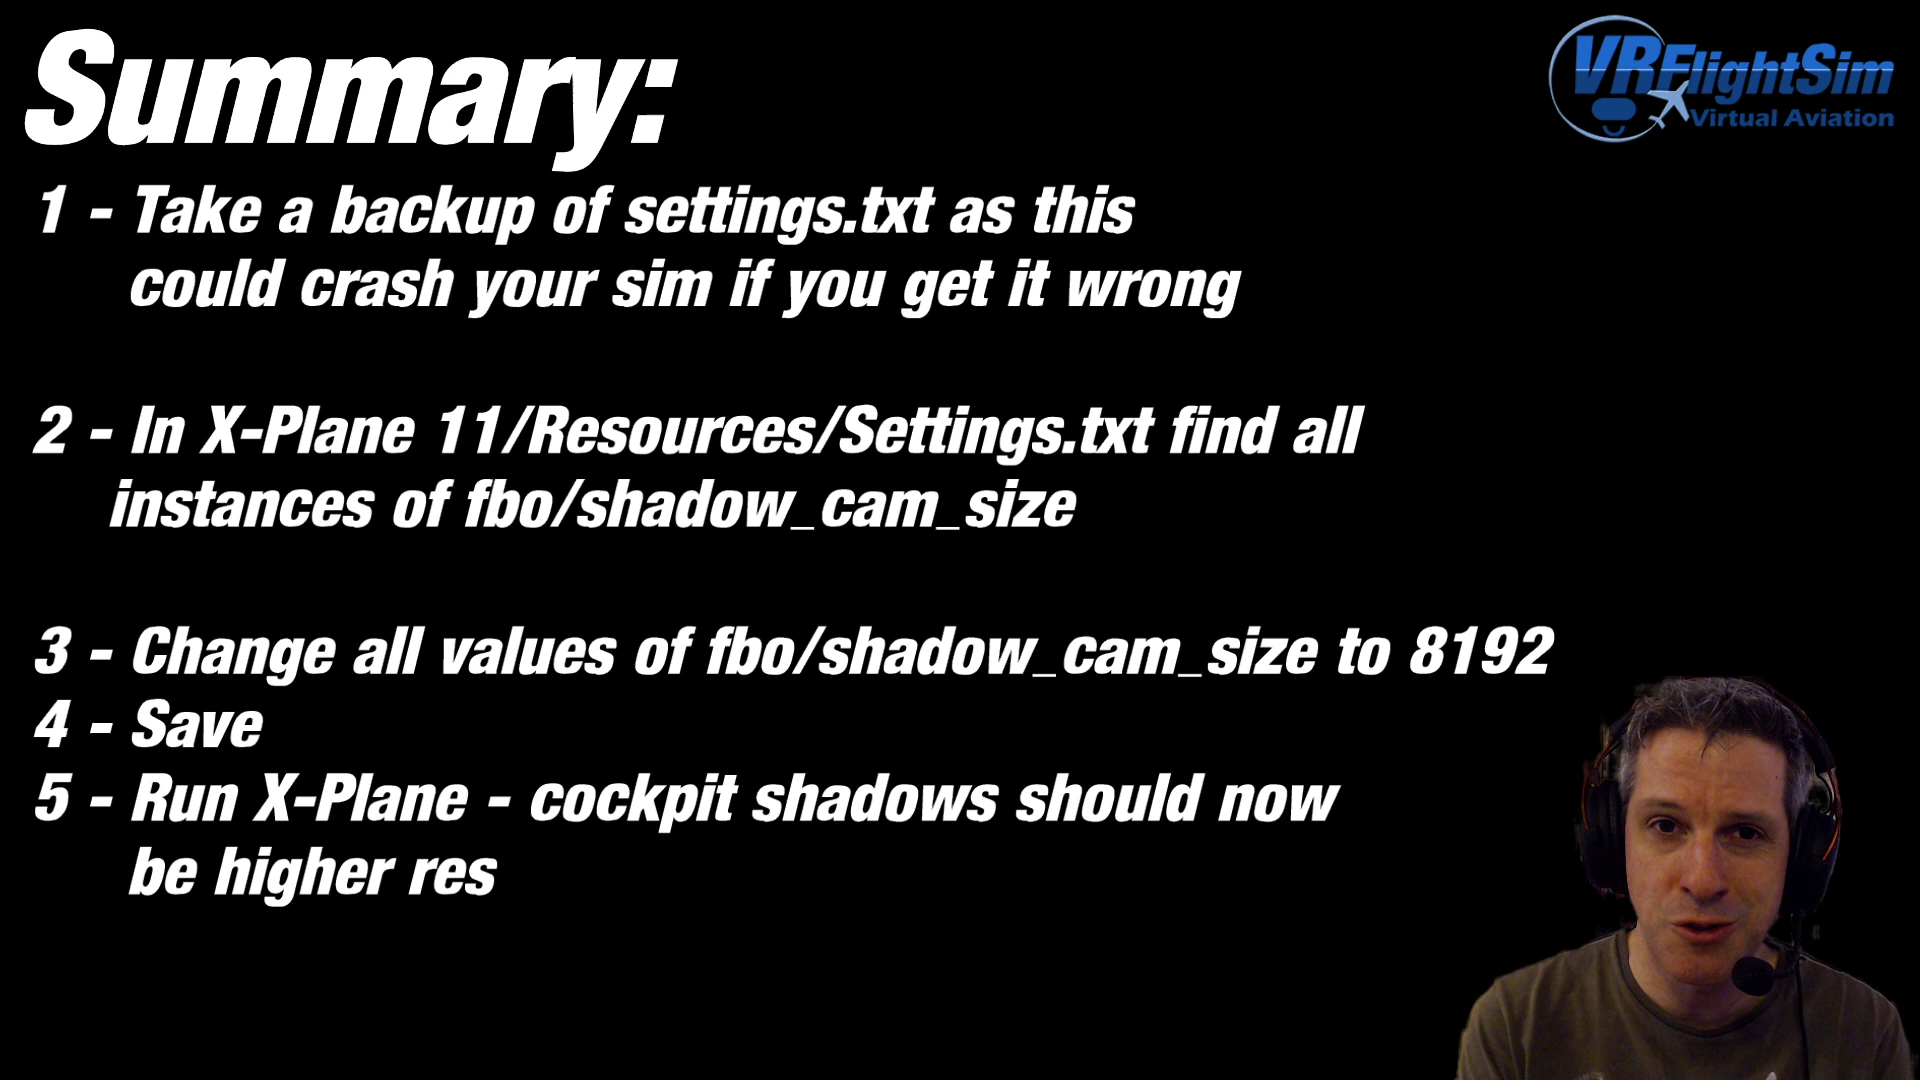 Summary:
VRFlightSim
Virtual Aviation
1 - Take a backup of settings.txt as this
could crash your sim if you get it wrong
2 - In X-Plane 11/Resources/Settings.txt find all
instances of fbo/shadow_cam_size
3 - Change all values of fbo/shadow_cam_size to 8192
4 - Save
5 - Run X-Plane - cockpit shadows should now
be higher res